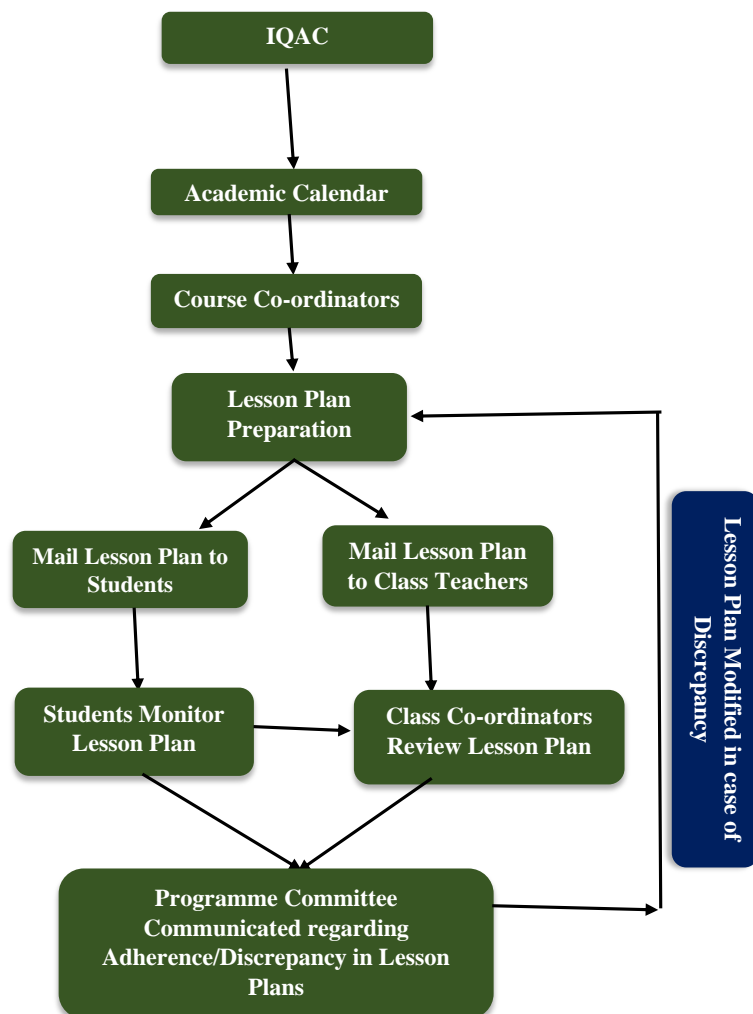 IQAC
Academic Calendar
Course Co-ordinators
Lesson Plan
Preparation
Mail Lesson Plan to
Students
Mail Lesson Plan
to Class Teachers
Students Monitor
Lesson Plan
Class Co-ordinators
Review Lesson Plan
Programme Committee
Communicated regarding
Adherence/Discrepancy in Lesson
Plans
Lesson Plan Modified in case of
Discrepancy